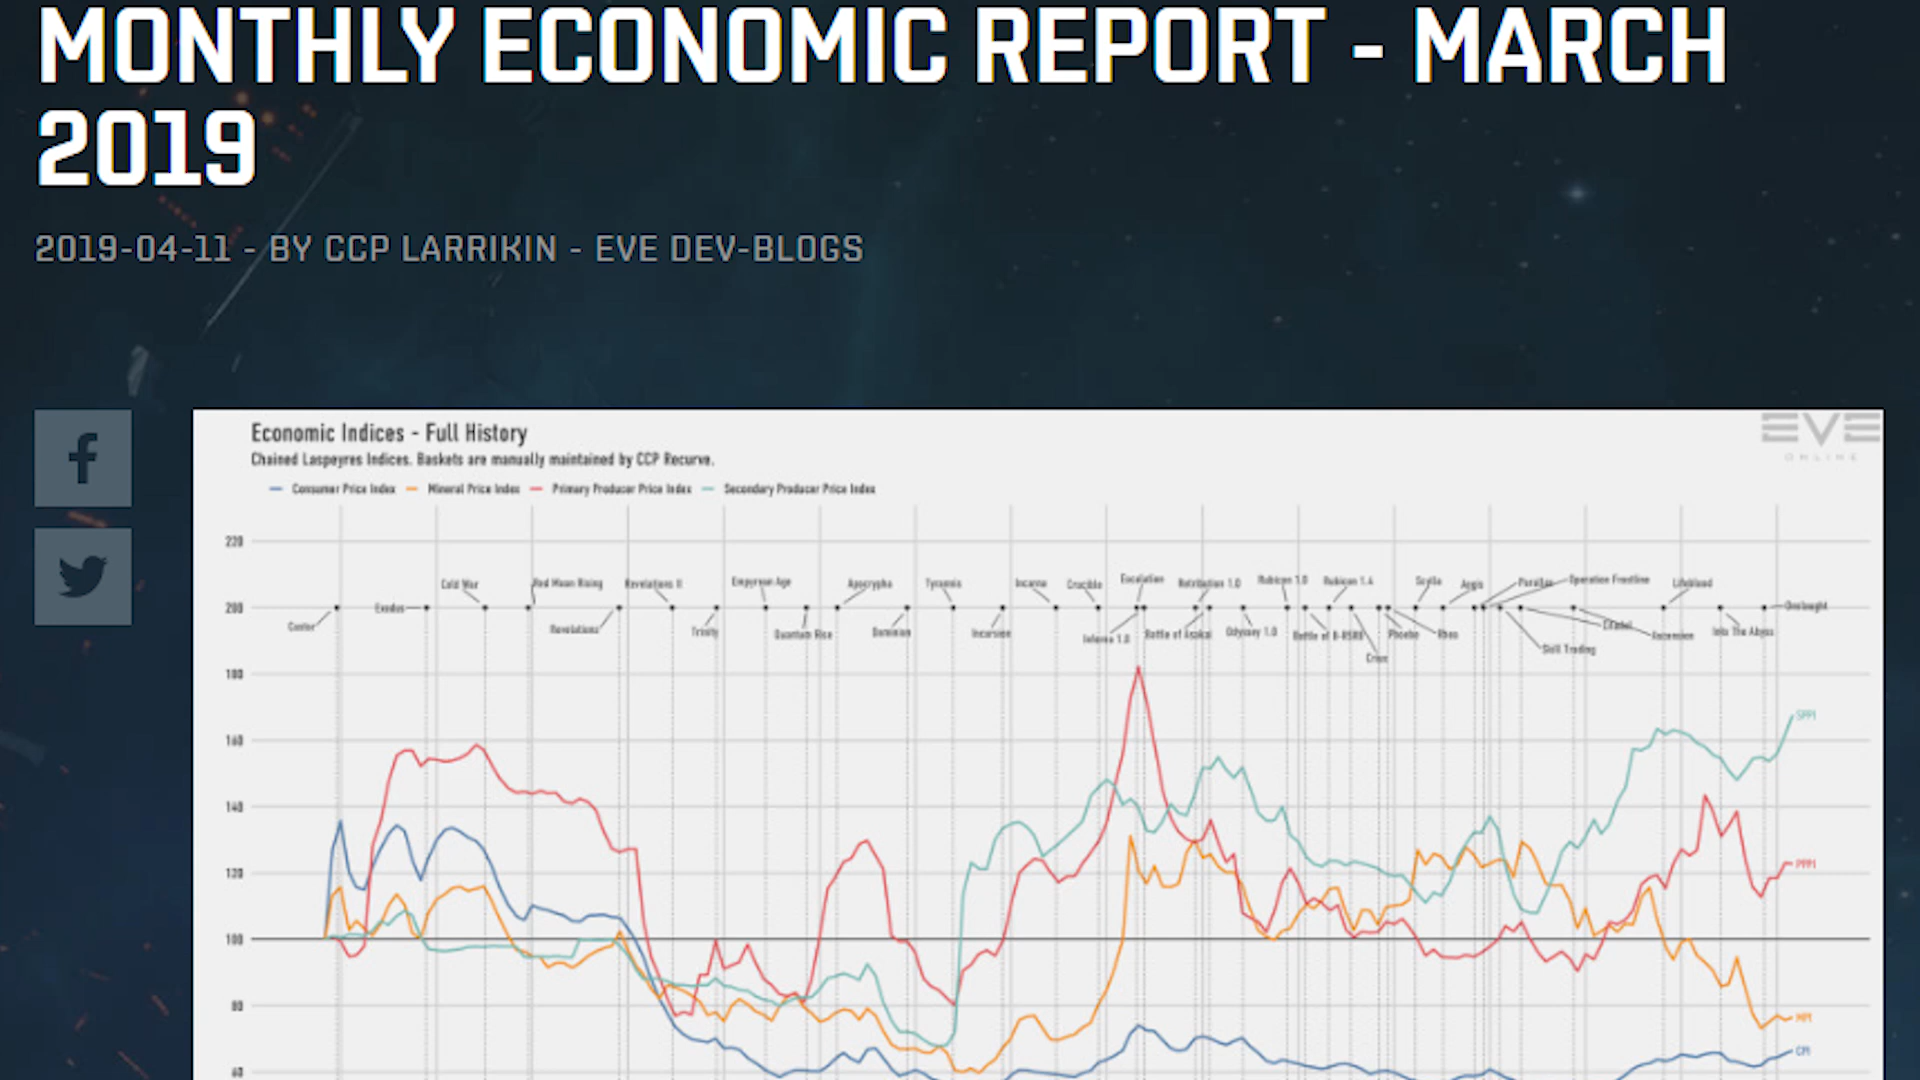 MONTHLY ECONOMIC REPORT - MARCH
2019
2019-04-11 - BY CCP LARRIKIN - EVE DEV-BLOGS
Economic Indices - Full History
EVE
ONLINE
Chained Laspeyres Indices. Baskets are manually maintained by CCP Recurve.
Consumer Price Index Mineral Price Index Primary Producer Price Index Secondary Producer Price Index
220
Cold War Red Moon Rising Revelations II Empyrean Age Apocrypha Tyrannis Incarna Crucible Escalation Retribution 1.0 Rubicon 1.0 Rubicon 1.4 Scylla Aegis Parallax Operation Frostline Lifeblood
200
Exodus Onslaught
Castor Revelations Trinity Quantum Rise Dominion Incursion Inferno 1.0 Battle of Asakai Odyssey 1.0 Battle of B-R5RB Phoebe Rhea Citadel Ascension Into The Abyss
Skill Trading
Crius
180
SPPI
160
140
120
PPPI
100
80
MPI
CPI
60